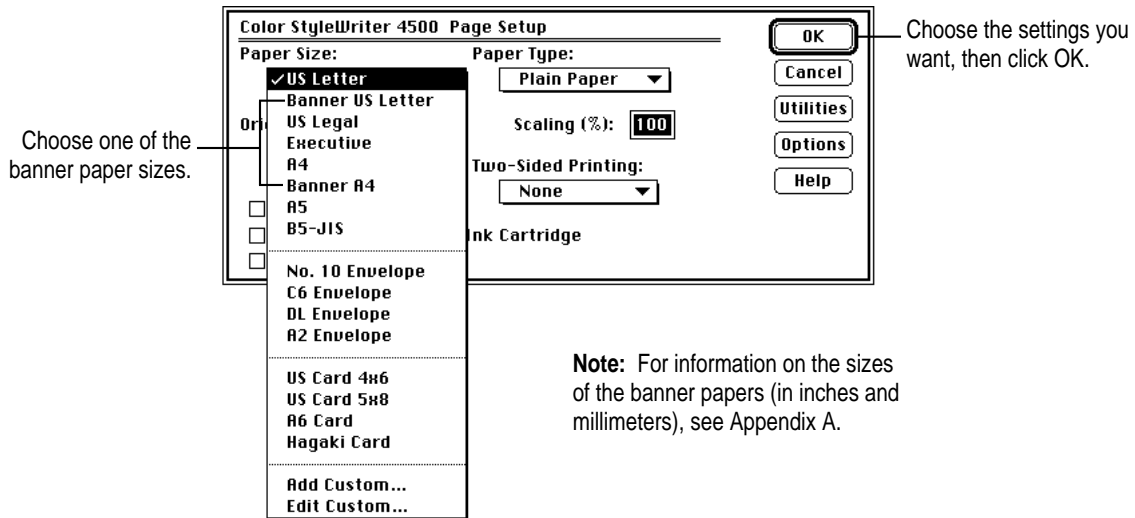 Color StyleWriter 4500 Page Setup
Paper Size:
✓US Letter
Banner US Letter
US Legal
Executive
A4
Banner A4
A5
B5-JIS
No. 10 Envelope
C6 Envelope
DL Envelope
A2 Envelope
US Card 4x6
US Card 5x8
A6 Card
Hagaki Card
Add Custom...
Edit Custom...
Paper Type:
Plain Paper
Scaling (%): 100
Two-Sided Printing:
None
Ink Cartridge
OK
Cancel
Utilities
Options
Help
Choose the settings you
want, then click OK.
Choose one of the
banner paper sizes.
Note: For information on the sizes
of the banner papers (in inches and
millimeters), see Appendix A.